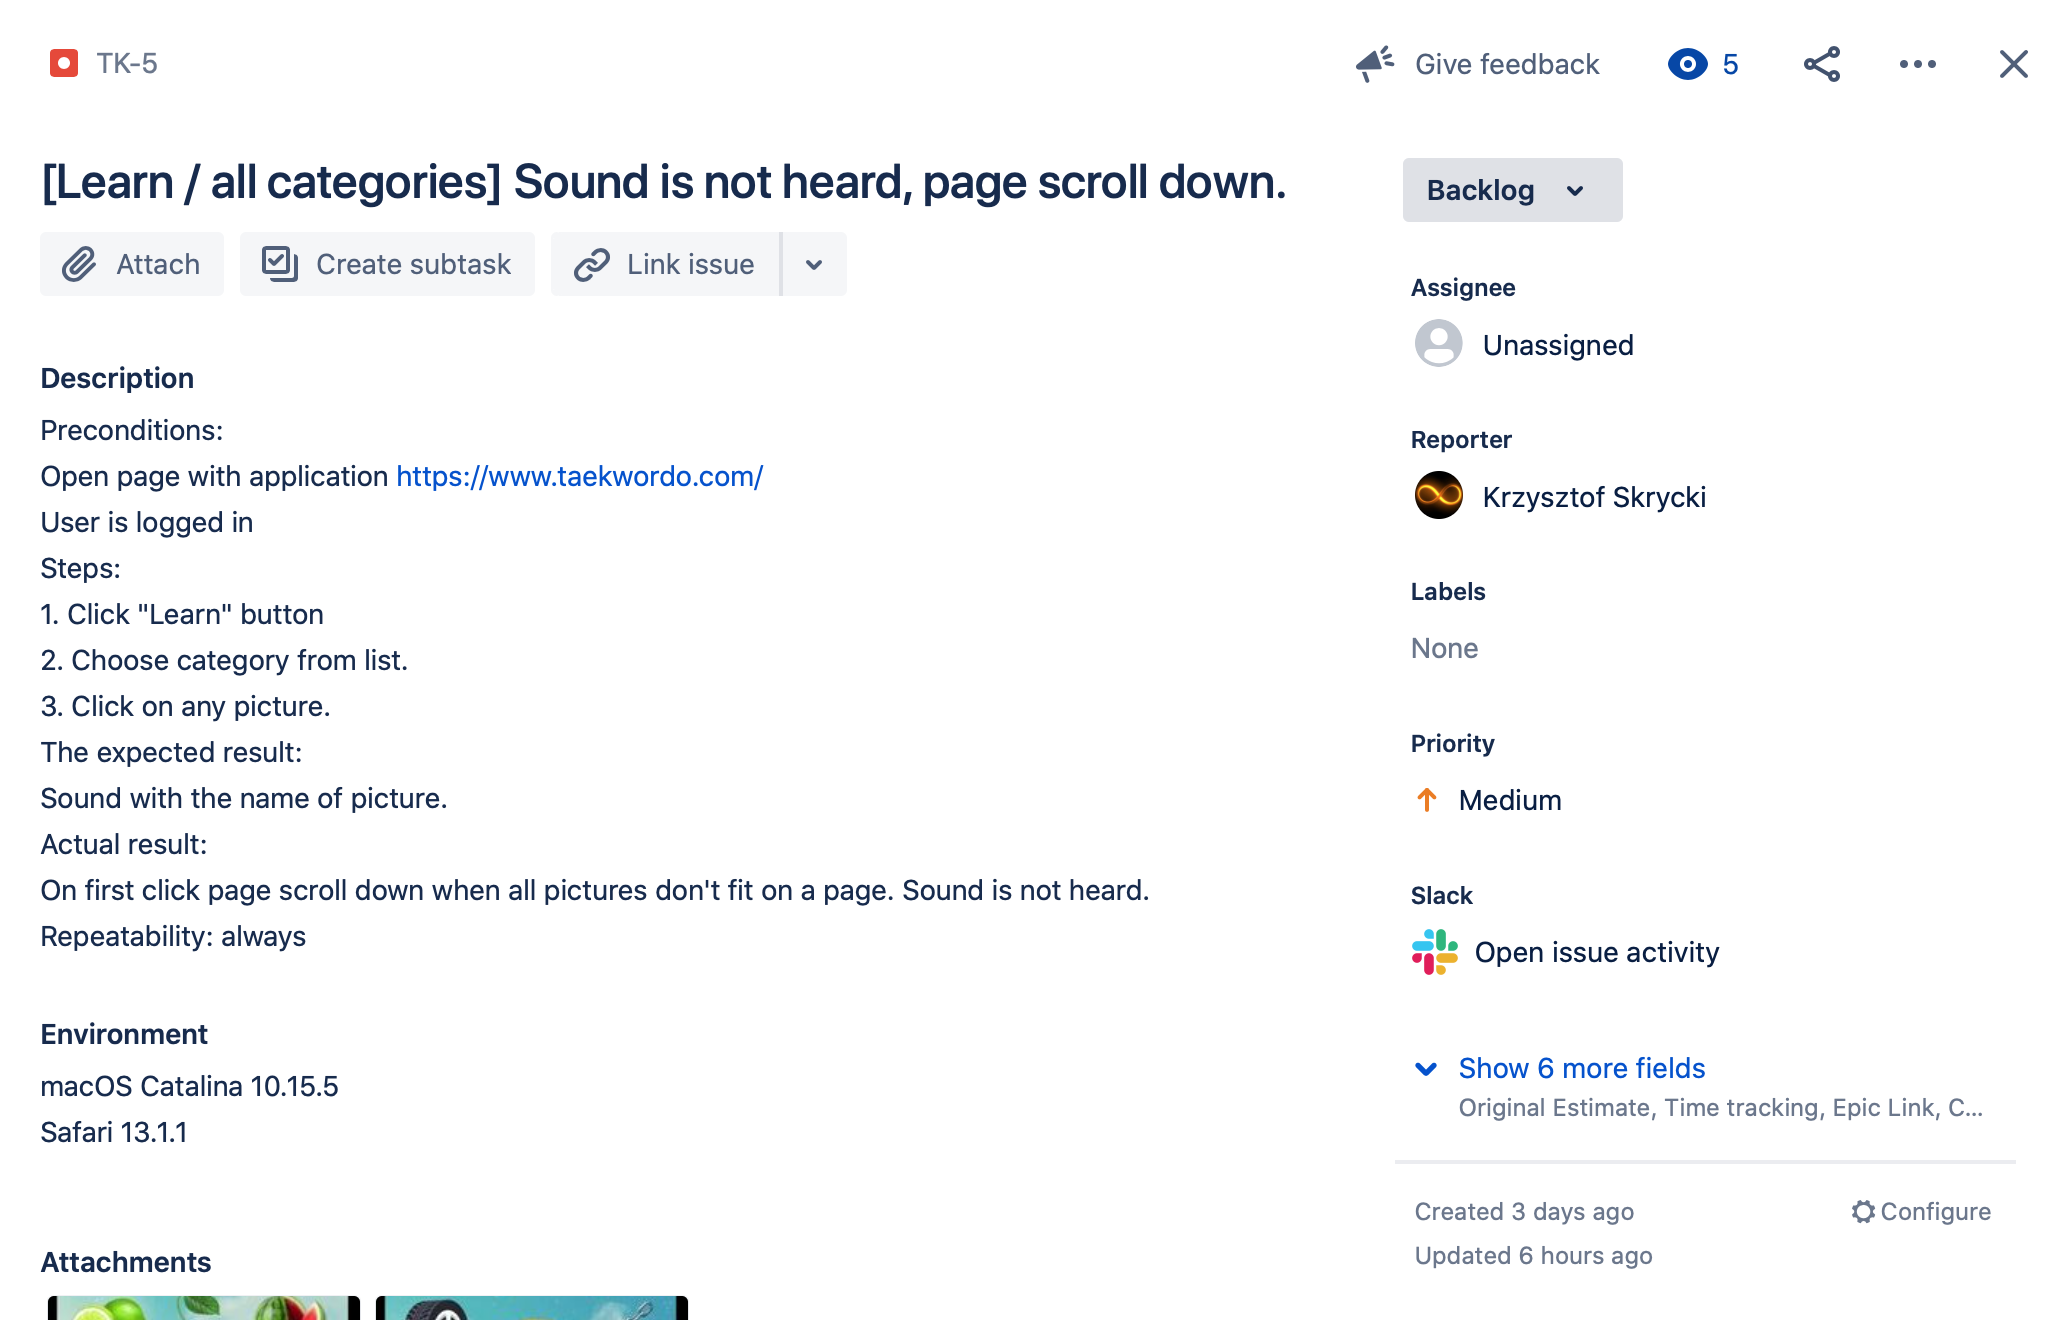 TK-5
Give feedback
5
[Learn / all categories] Sound is not heard, page scroll down.
Attach
Create subtask
Link issue
Description
Preconditions:
Open page with application https://www.taekwordo.com/
User is logged in
Steps:
1. Click "Learn" button
2. Choose category from list.
3. Click on any picture.
The expected result:
Sound with the name of picture.
Actual result:
On first click page scroll down when all pictures don't fit on a page. Sound is not heard.
Repeatability: always
Environment
macOS Catalina 10.15.5
Safari 13.1.1
Attachments
Backlog
Assignee
Unassigned
Reporter
Krzysztof Skrycki
Labels
None
Priority
Medium
Slack
Open issue activity
Show 6 more fields
Original Estimate, Time tracking, Epic Link, C...
Created 3 days ago
Configure
Updated 6 hours ago